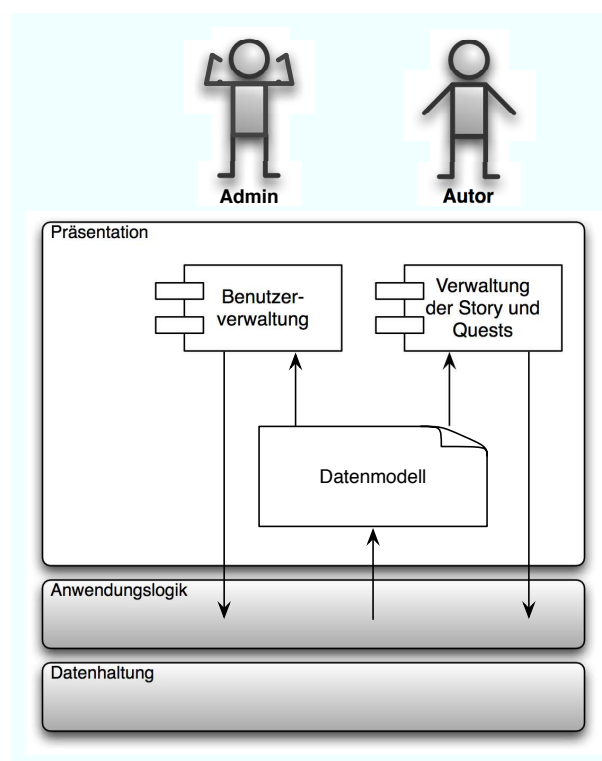 Admin
Autor
Präsentation
Benutzer-
verwaltung
Verwaltung
der Story und
Quests
Datenmodell
Anwendungslogik
Datenhaltung